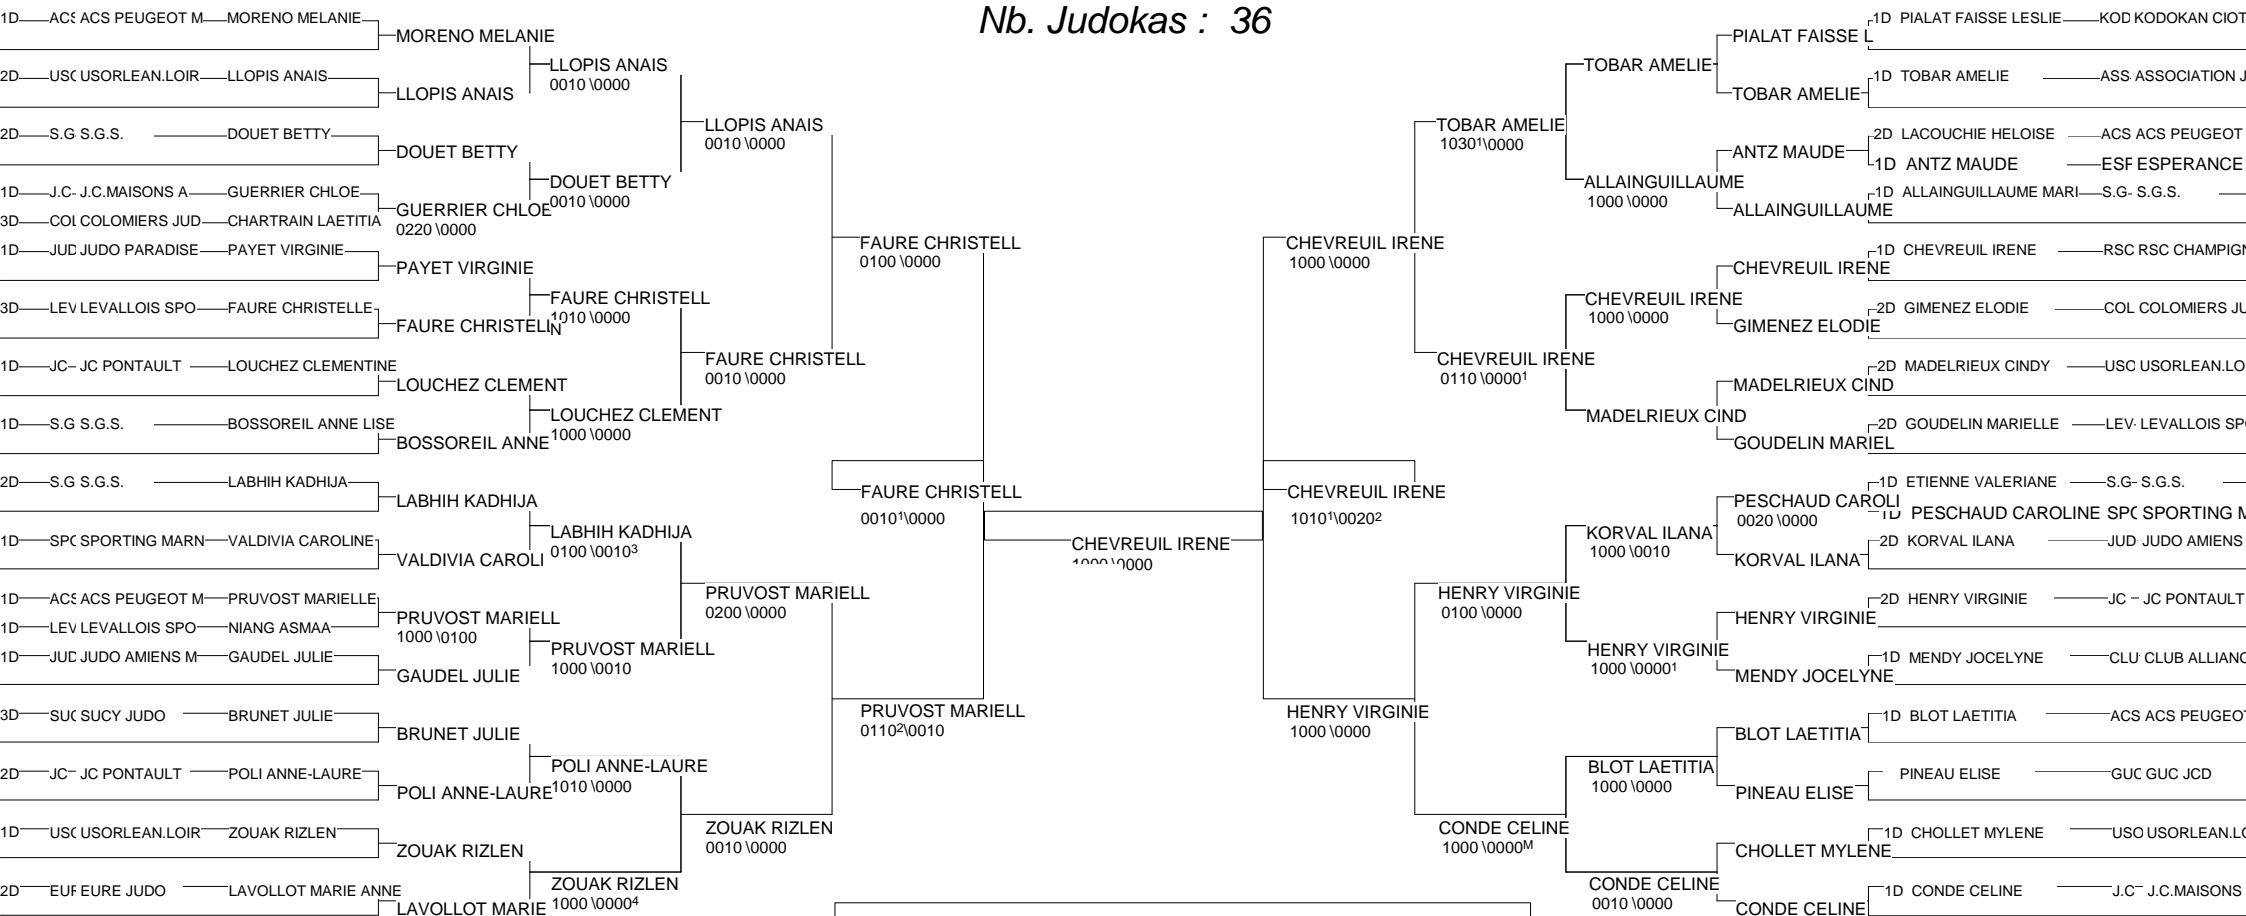 Nb. Judokas : 36
1D ACS ACS PEUGEOT M MORENO MELANIE
MORENO MELANIE
LLOPIS ANAIS
0010 \0000
2D USC USORLEAN.LOIR LLOPIS ANAIS
LLOPIS ANAIS
LLOPIS ANAIS
0010 \0000
2D S.G S.G.S. DOUET BETTY
DOUET BETTY
DOUET BETTY
0010 \0000
1D J.C- J.C.MAISONS A GUERRIER CHLOE
GUERRIER CHLOE
0220 \0000
3D COL COLOMIERS JUD CHARTRAIN LAETITIA
FAURE CHRISTELL
0100 \0000
1D JUD JUDO PARADISE PAYET VIRGINIE
PAYET VIRGINIE
FAURE CHRISTELL
1010 \0000
3D LEV LEVALLOIS SPO FAURE CHRISTELLE
FAURE CHRISTELIN
FAURE CHRISTELL
0010 \0000
1D JC- JC PONTAULT LOUCHEZ CLEMENTINE
LOUCHEZ CLEMENT
LOUCHEZ CLEMENT
1000 \0000
1D S.G S.G.S. BOSSOREIL ANNE LISE
BOSSOREIL ANNE
FAURE CHRISTELL
0010¹\0000
2D S.G S.G.S. LABHIH KADHIJA
LABHIH KADHIJA
LABHIH KADHIJA
0100 \0010³
1D SPO SPORTING MARN VALDIVIA CAROLINE
VALDIVIA CAROLI
PRUVOST MARIELL
0200 \0000
1D ACS ACS PEUGEOT M PRUVOST MARIELLE
PRUVOST MARIELL
1000 \0100
1D LEV LEVALLOIS SPO NIANG ASMAA
PRUVOST MARIELL
1000 \0010
1D JUD JUDO AMIENS M GAUDEL JULIE
GAUDEL JULIE
PRUVOST MARIELL
0110²\0010
3D SUC SUCY JUDO BRUNET JULIE
BRUNET JULIE
POLI ANNE-LAURE
1010 \0000
2D JC- JC PONTAULT POLI ANNE-LAURE
POLI ANNE-LAURE
ZOUAK RIZLEN
0010 \0000
1D USC USORLEAN.LOIR ZOUAK RIZLEN
ZOUAK RIZLEN
ZOUAK RIZLEN
1000 \0000⁴
2D EUR EURE JUDO LAVOLLOT MARIE ANNE
LAVOLLOT MARIE
CHEVREUIL IRENE
1000 \0000
PIALAT FAISSE L
1D PIALAT FAISSE LESLIE KOD KODOKAN CIOT
TOBAR AMELIE
TOBAR AMELIE
1D TOBAR AMELIE ASS ASSOCIATION J
TOBAR AMELIE
1030¹\0000
ANTZ MAUDE
2D LACOUCHIE HELOISE ACS ACS PEUGEOT
1D ANTZ MAUDE ESF ESPERANCE
ALLAINGUILLAUME
1000 \0000
ALLAINGUILLAUME
1D ALLAINGUILLAUME MARI S.G- S.G.S.
CHEVREUIL IRENE
1000 \0000
CHEVREUIL IRENE
1D CHEVREUIL IRENE RSC RSC CHAMPIGN
CHEVREUIL IRENE
1000 \0000
GIMENEZ ELODIE
2D GIMENEZ ELODIE COL COLOMIERS JU
CHEVREUIL IRENE
0110 \0000¹
MADELRIEUX CIND
2D MADELRIEUX CINDY USO USORLEAN.LO
MADELRIEUX CIND
GOUDELIN MARIEL
2D GOUDELIN MARIELLE LEV- LEVALLOIS SPO
CHEVREUIL IRENE
1010¹\0020²
PESCHAUD CAROLI
0020 \0000
1D ETIENNE VALERIANE S.G- S.G.S.
1D PESCHAUD CAROLINE SPO SPORTING M
KORVAL ILANA
1000 \0010
KORVAL ILANA
2D KORVAL ILANA JUD JUDO AMIENS
HENRY VIRGINIE
0100 \0000
HENRY VIRGINIE
2D HENRY VIRGINIE JC - JC PONTAULT
HENRY VIRGINIE
1000 \0000¹
MENDY JOCELYNE
1D MENDY JOCELYNE CLU CLUB ALLIANC
HENRY VIRGINIE
1000 \0000
BLOT LAETITIA
1D BLOT LAETITIA ACS ACS PEUGEOT
BLOT LAETITIA
1000 \0000
PINEAU ELISE
PINEAU ELISE GUC GUC JCD
CONDE CELINE
1000 \0000ᴹ
CHOLLET MYLENE
1D CHOLLET MYLENE USO USORLEAN.LO
CONDE CELINE
0010 \0000
CONDE CELINE
1D CONDE CELINE J.C- J.C.MAISONS